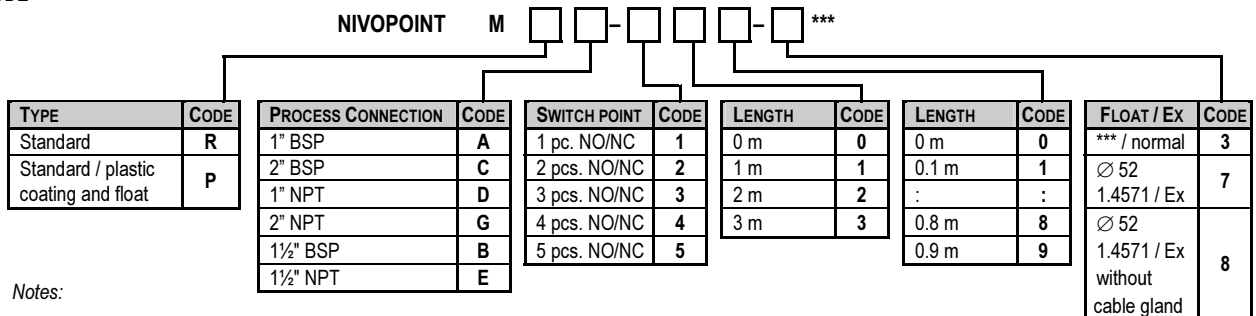 NIVOPOINT M – – ***
TYPE CODE
Standard R
Standard / plastic
coating and float P
PROCESS CONNECTION CODE
1" BSP A
2" BSP C
1" NPT D
2" NPT G
1½" BSP B
1½" NPT E
SWITCH POINT CODE
1 pc. NO/NC 1
2 pcs. NO/NC 2
3 pcs. NO/NC 3
4 pcs. NO/NC 4
5 pcs. NO/NC 5
LENGTH CODE
0 m 0
1 m 1
2 m 2
3 m 3
LENGTH CODE
0 m 0
0.1 m 1
: :
0.8 m 8
0.9 m 9
FLOAT / EX CODE
*** / normal 3
∅ 52
1.4571 / Ex 7
∅ 52
1.4571 / Ex
without
cable gland 8
Notes: